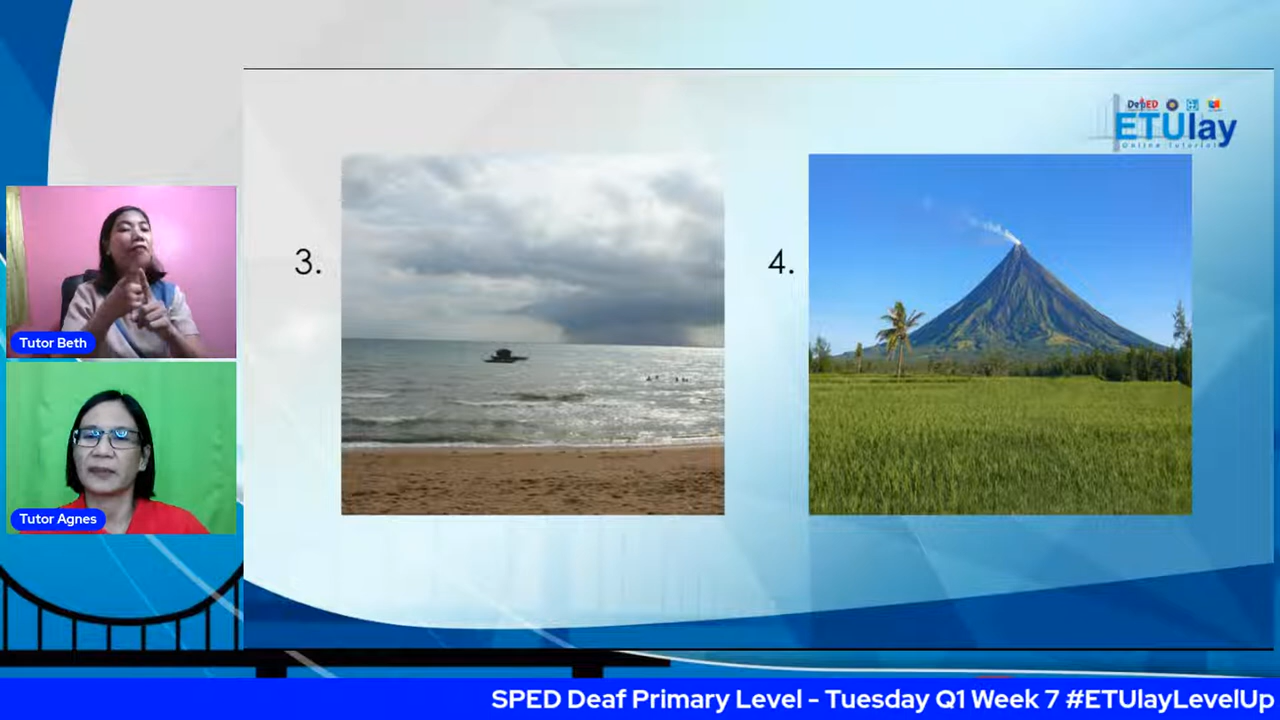 DepED
ETUlay
Online Tutorial
3.
4.
Tutor Beth
Tutor Agnes
SPED Deaf Primary Level - Tuesday Q1 Week 7 #ETUlayLevelUp